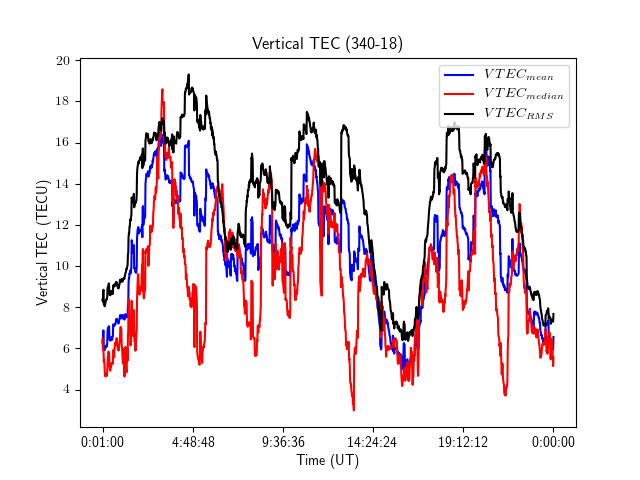 Vertical TEC (340-18)
VTEC_mean
VTEC_median
VTEC_RMS
Vertical TEC (TECU)
20
18
16
14
12
10
8
6
4
0:01:00 4:48:48 9:36:36 14:24:24 19:12:12 0:00:00
Time (UT)